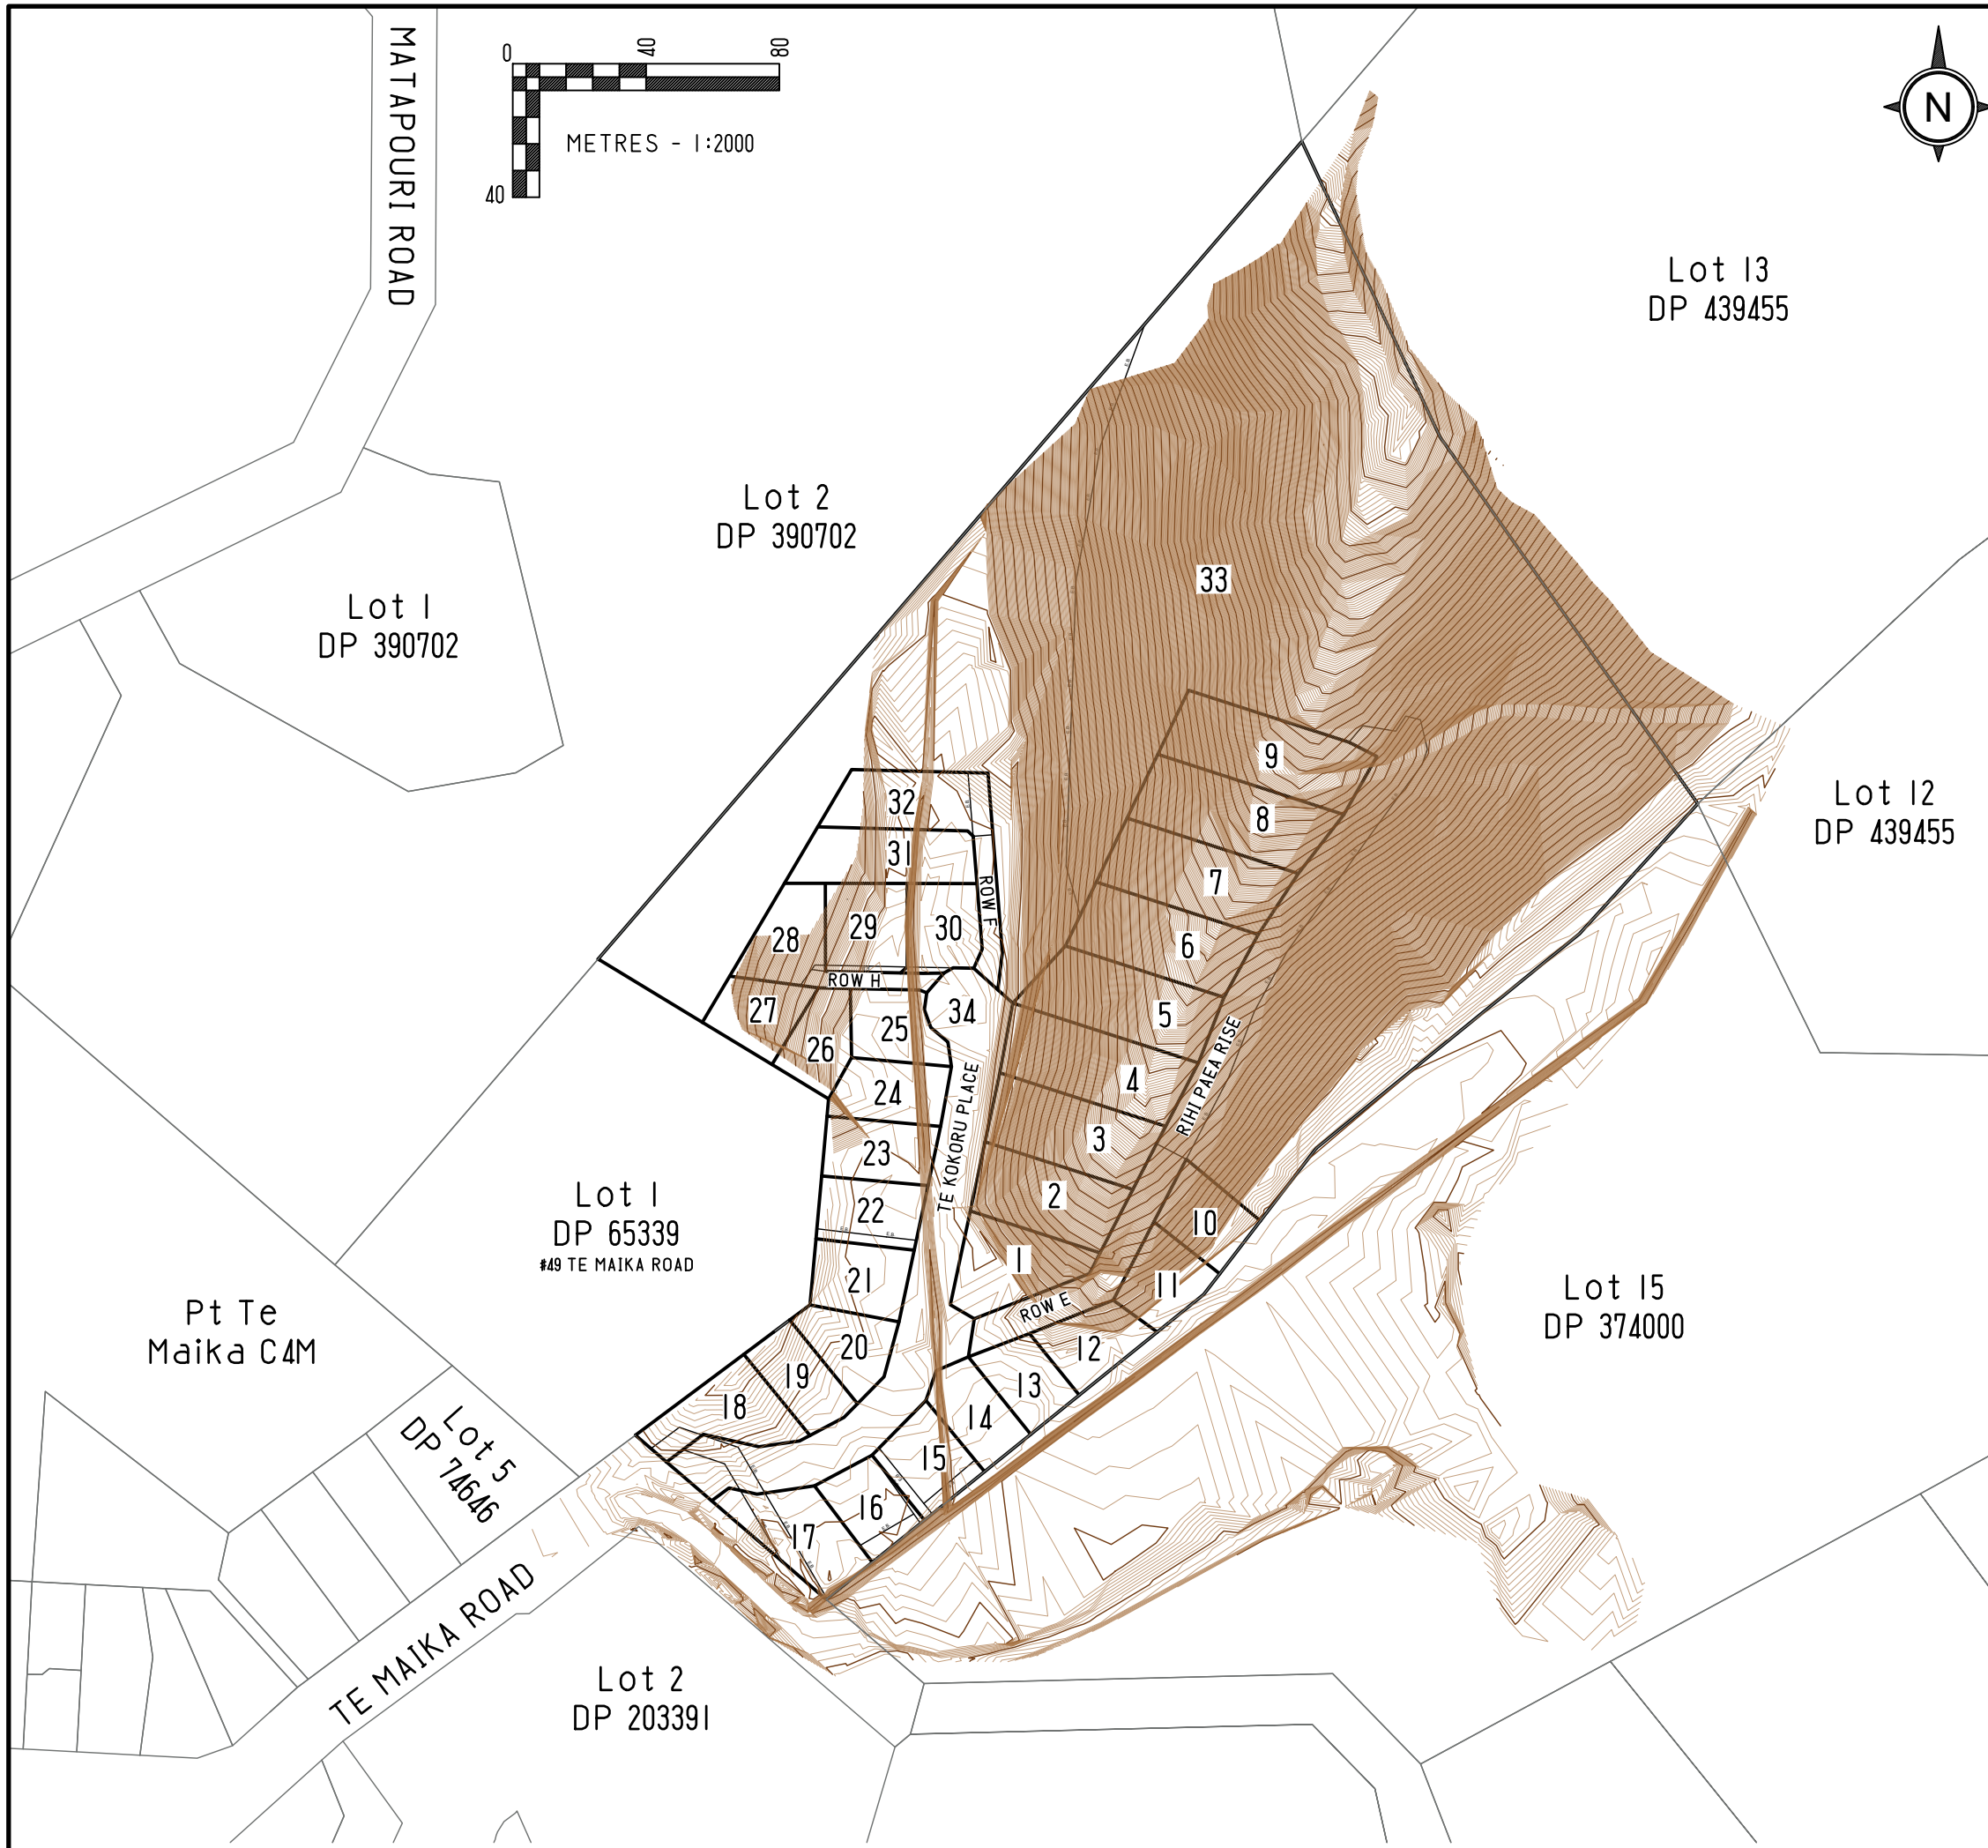 MATAPOURI ROAD
0
40
80
40
METRES - 1:2000
N
Lot 13
DP 439455
Lot 2
DP 390702
Lot 1
DP 390702
33
9
8
7
6
5
4
3
2
1
Lot 12
DP 439455
32
31
ROW F
30
29
28
ROW H
27
26
25
34
24
23
22
21
20
19
18
TE KOKORU PLACE
RIHI PAEA RISE
10
11
ROW E
12
13
14
15
16
17
Lot 1
DP 65339
#49 TE MAIKA ROAD
Lot 15
DP 374000
Pt Te
Maika C4M
Lot 5
DP 74646
TE MAIKA ROAD
Lot 2
DP 203391